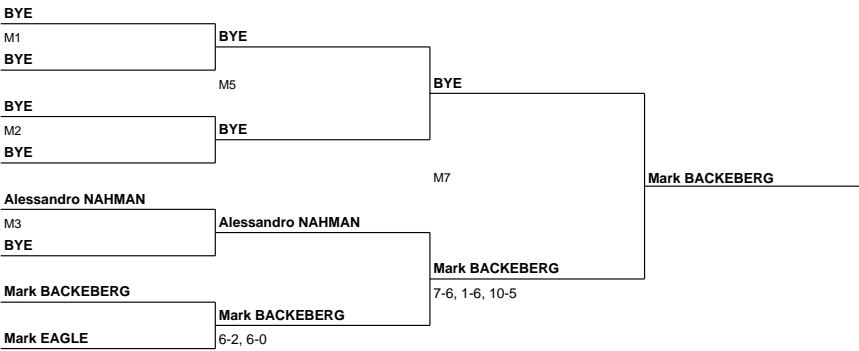 BYE
M1
BYE
BYE
M5
BYE
M2
BYE
BYE
BYE
M7
Mark BACKEBERG
Alessandro NAHMAN
M3
BYE
Alessandro NAHMAN
Mark BACKEBERG
7-6, 1-6, 10-5
Mark BACKEBERG
Mark EAGLE
Mark BACKEBERG
6-2, 6-0